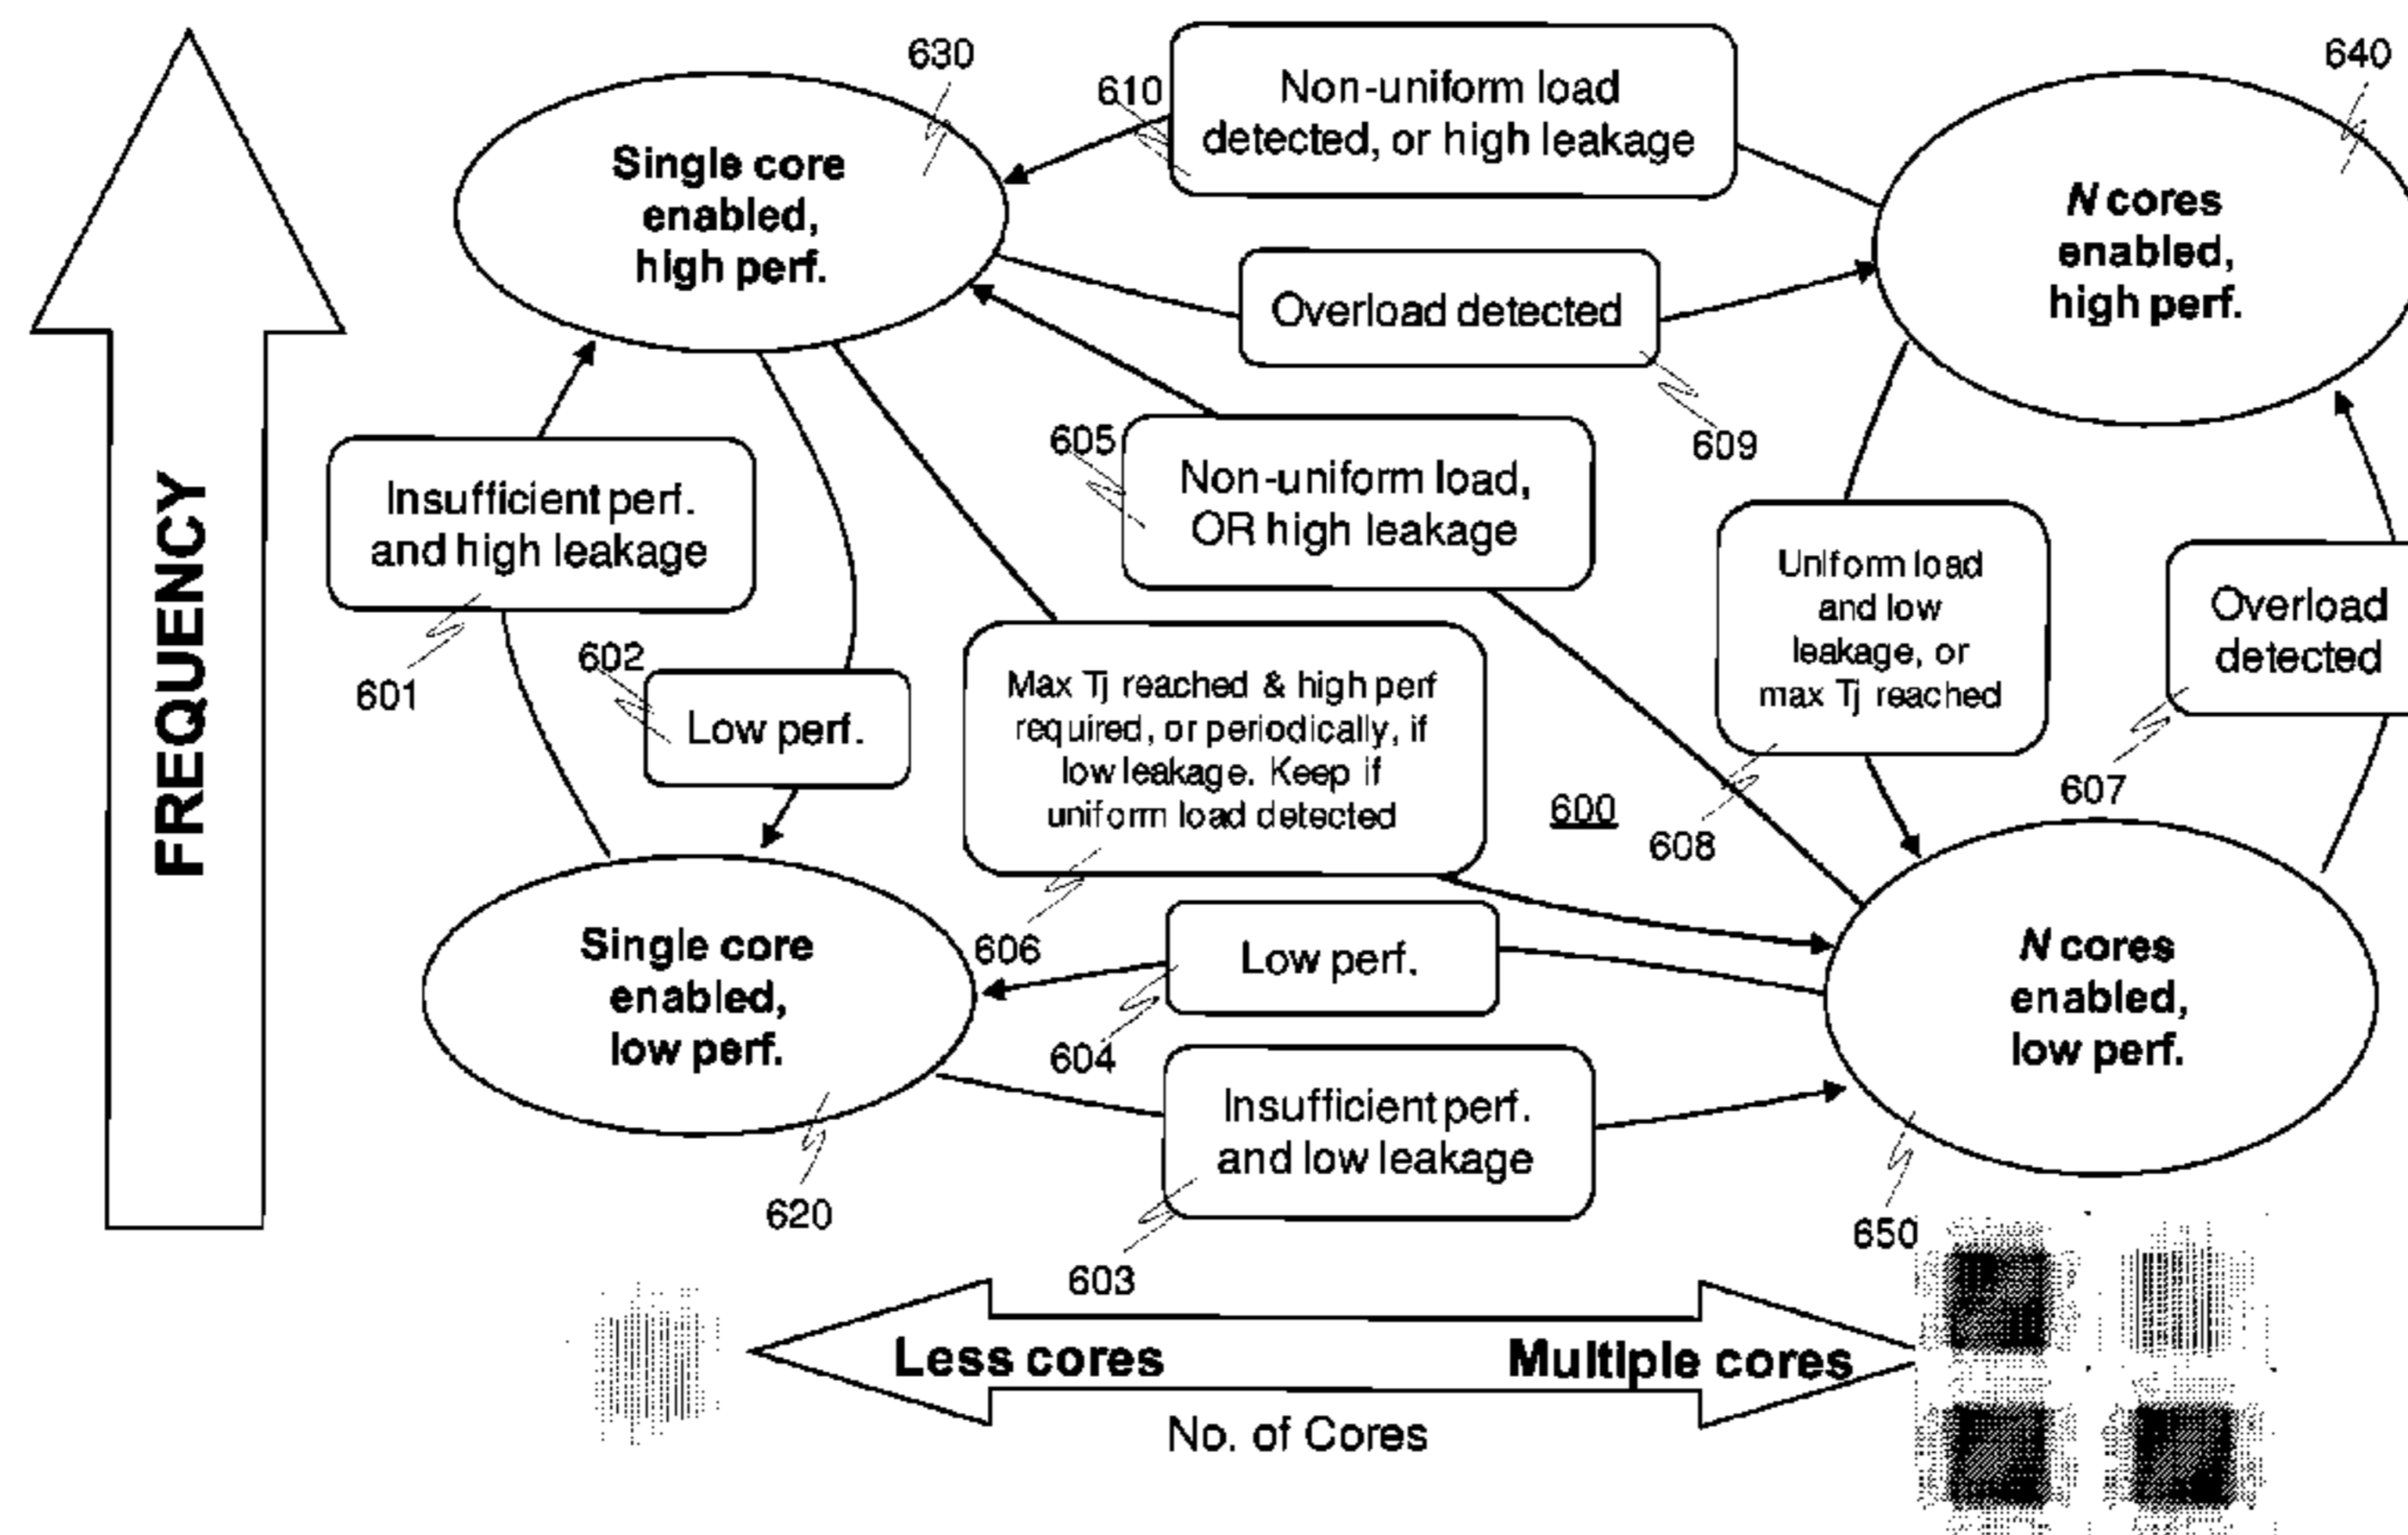 630
610
Non-uniform load
detected, or high leakage
640
Single core
enabled,
high perf.
N cores
enabled,
high perf.
Overload detected
609
605
Non-uniform load,
OR high leakage
Insufficient perf.
and high leakage
601
FREQUENCY
602
Low perf.
Max Tj reached & high perf
required, or periodically, if
low leakage. Keep if
uniform load detected
606
600
Uniform load
and low
leakage, or
max Tj reached
608
Overload
detected
607
Single core
enabled,
low perf.
620
Low perf.
604
N cores
enabled,
low perf.
650
Insufficient perf.
and low leakage
603
Less cores
Multiple cores
No. of Cores